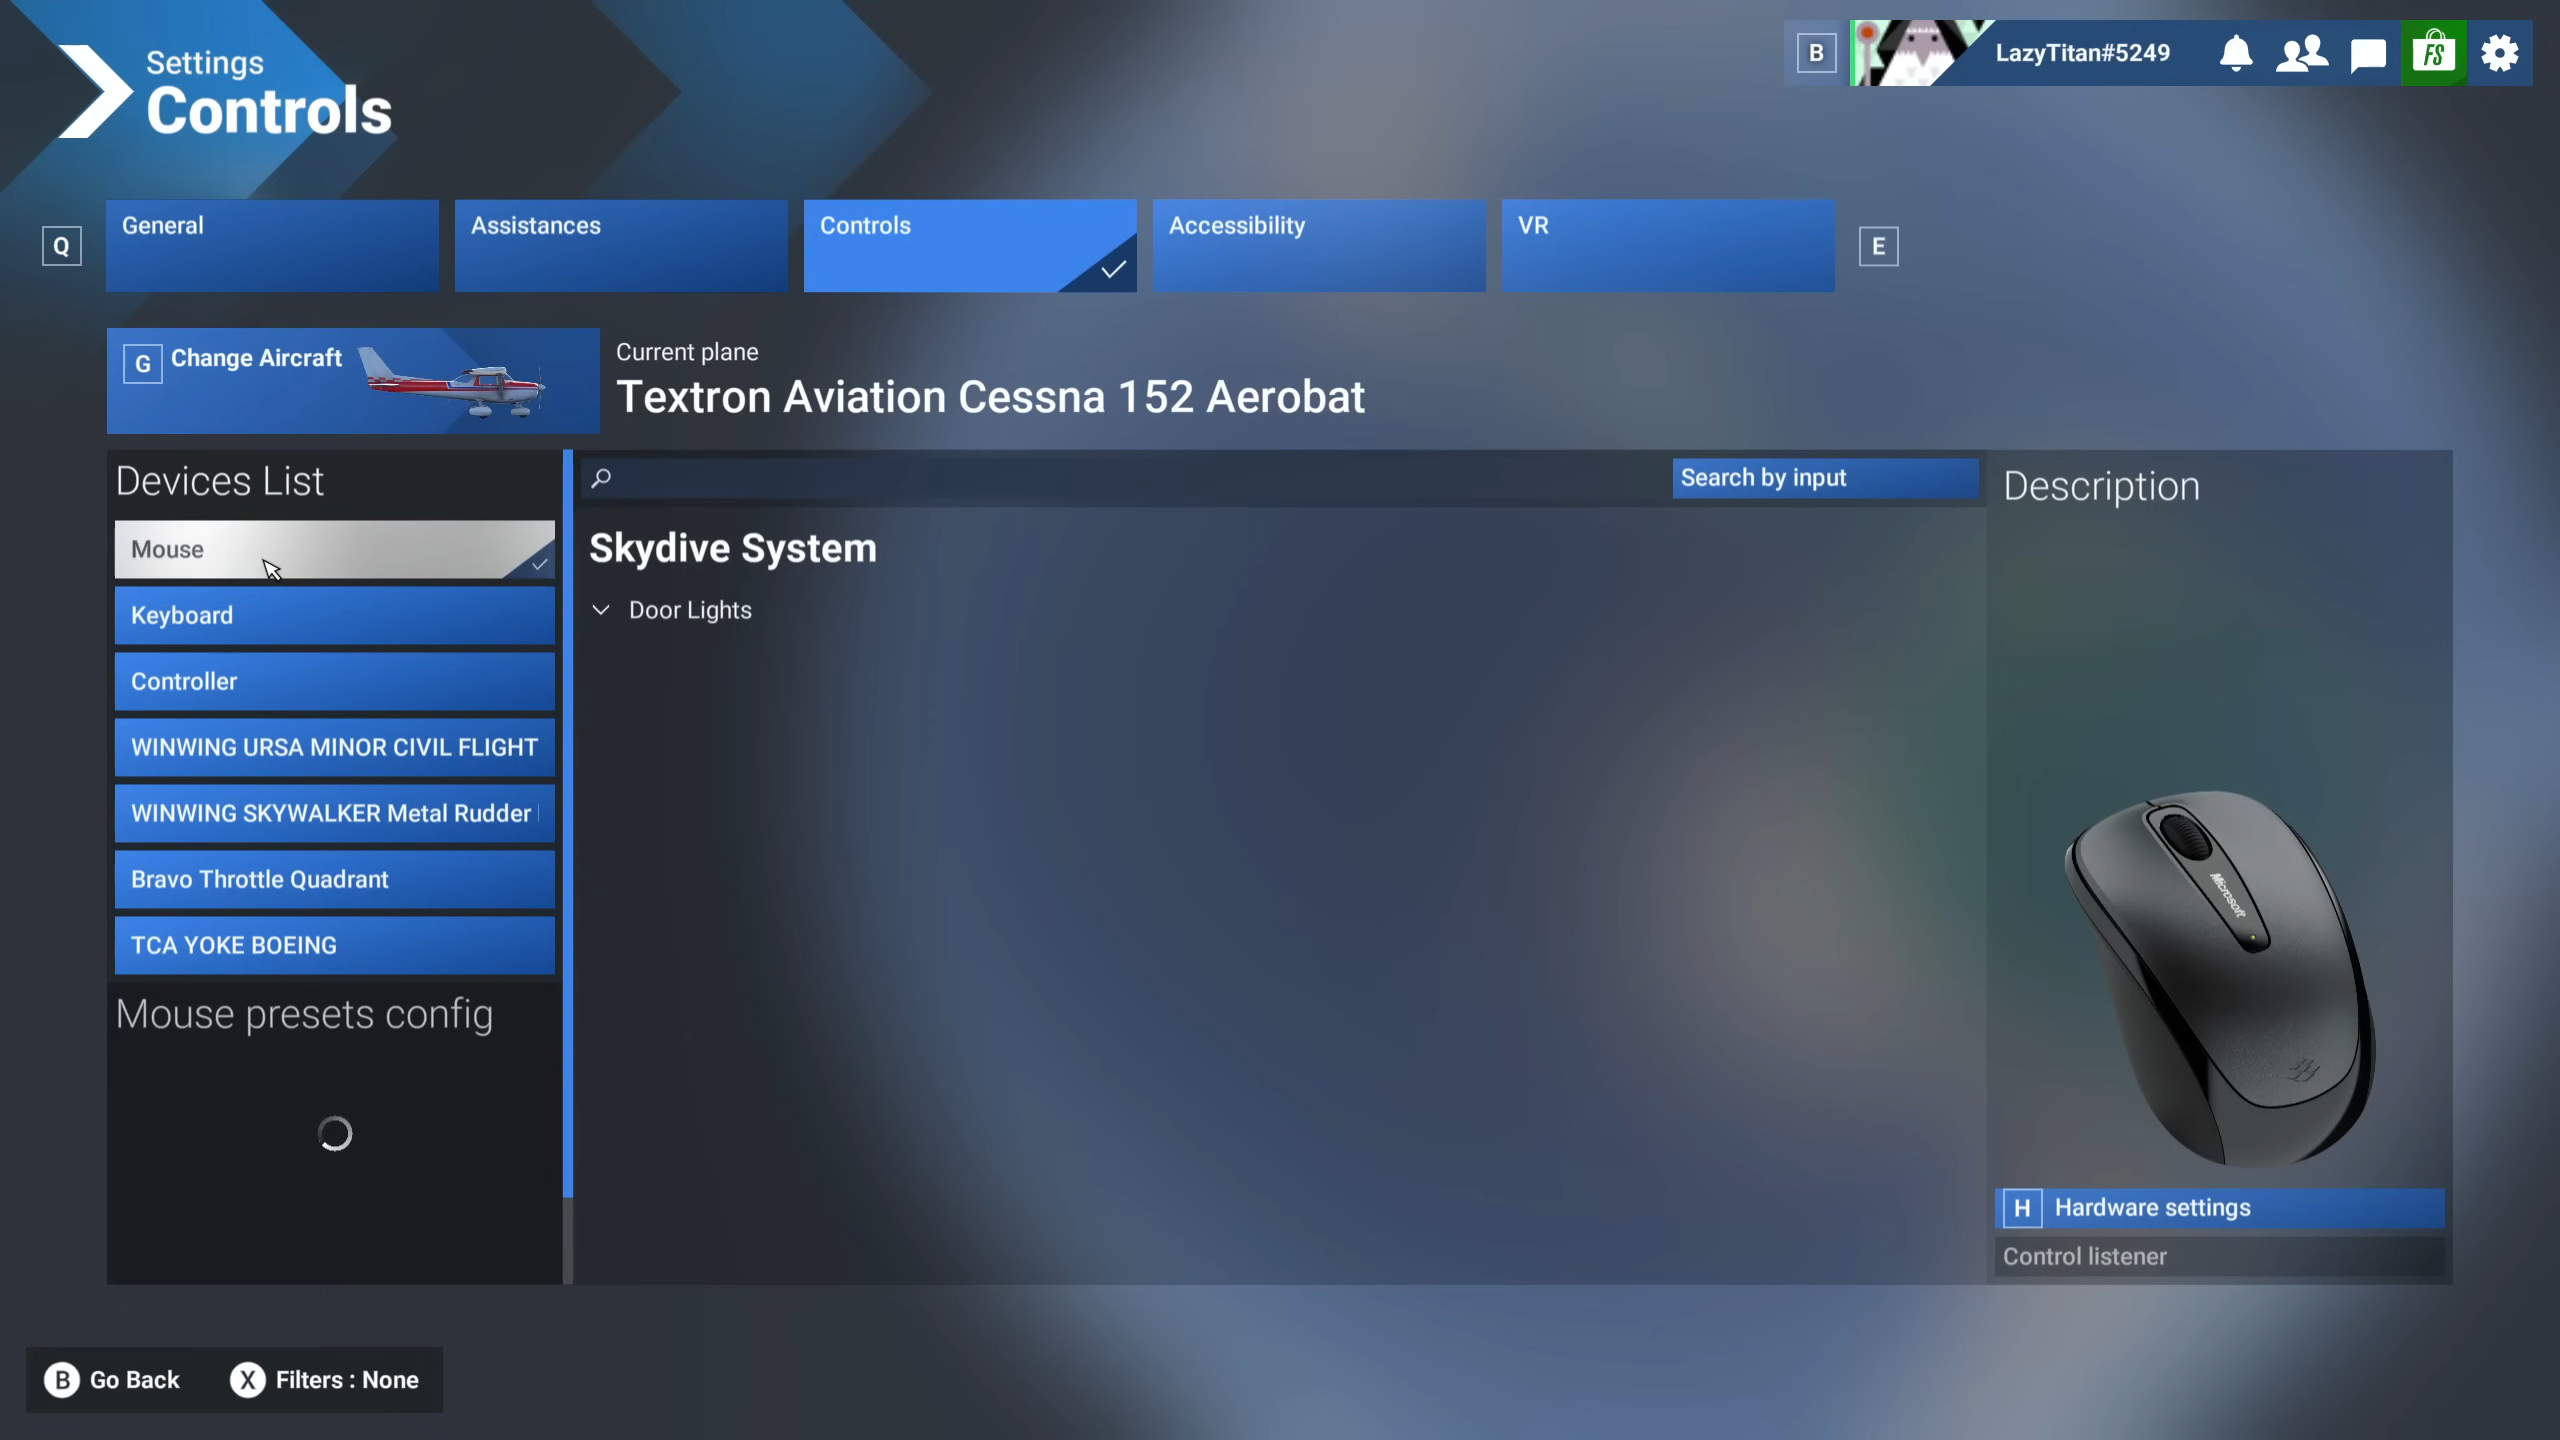 Settings
Controls
B
LazyTitan#5249
FS
Q
General
Assistances
Controls
Accessibility
VR
E
G Change Aircraft
Current plane
Textron Aviation Cessna 152 Aerobat
Devices List
Mouse
Keyboard
Controller
WINWING URSA MINOR CIVIL FLIGHT
WINWING SKYWALKER Metal Rudder
Bravo Throttle Quadrant
TCA YOKE BOEING
Mouse presets config
Search by input
Skydive System
Door Lights
Description
Microsoft
H Hardware settings
Control listener
B Go Back
X Filters : None